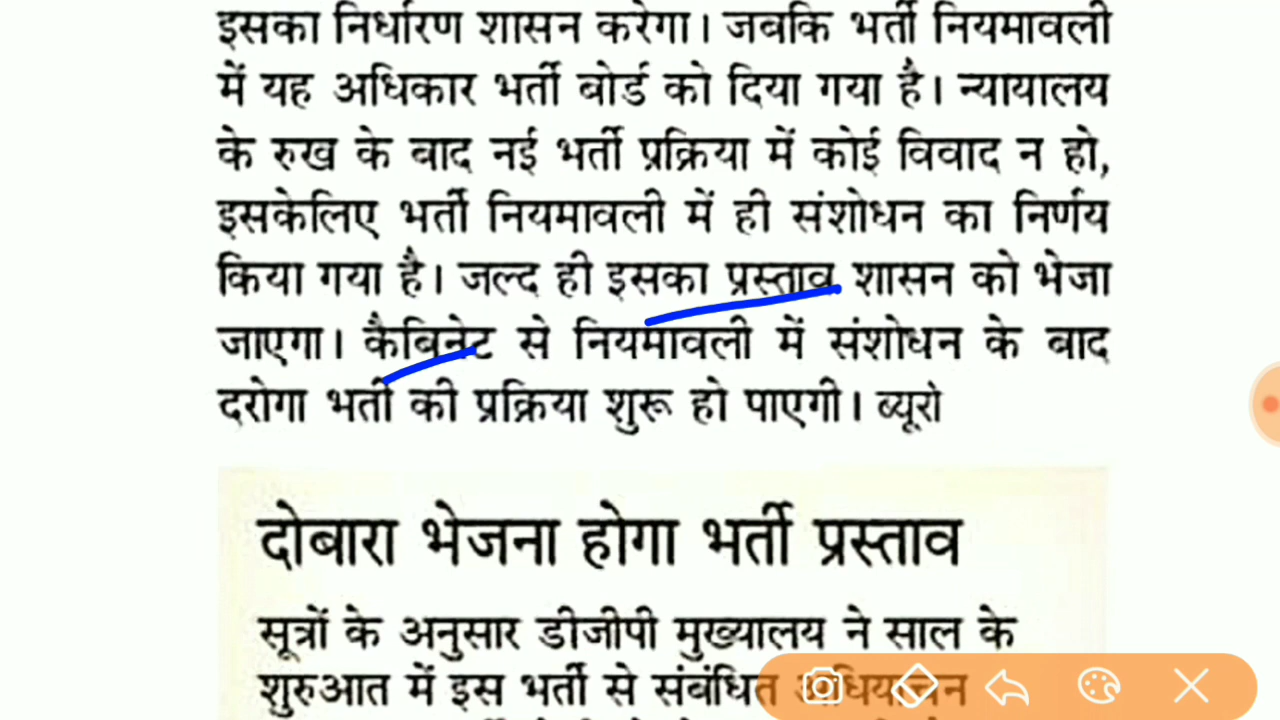 इसका निर्धारण शासन करेगा। जबकि भर्ती नियमावली
में यह अधिकार भर्ती बोर्ड को दिया गया है। न्यायालय
के रुख के बाद नई भर्ती प्रक्रिया में कोई विवाद न हो,
इसकेलिए भर्ती नियमावली में ही संशोधन का निर्णय
किया गया है। जल्द ही इसका प्रस्ताव शासन को भेजा
जाएगा। कैबिनेट से नियमावली में संशोधन के बाद
दरोगा भर्ती की प्रक्रिया शुरू हो पाएगी। ब्यूरो
दोबारा भेजना होगा भर्ती प्रस्ताव
सूत्रों के अनुसार डीजीपी मुख्यालय ने साल के
शुरुआत में इस भर्ती से संबंधित